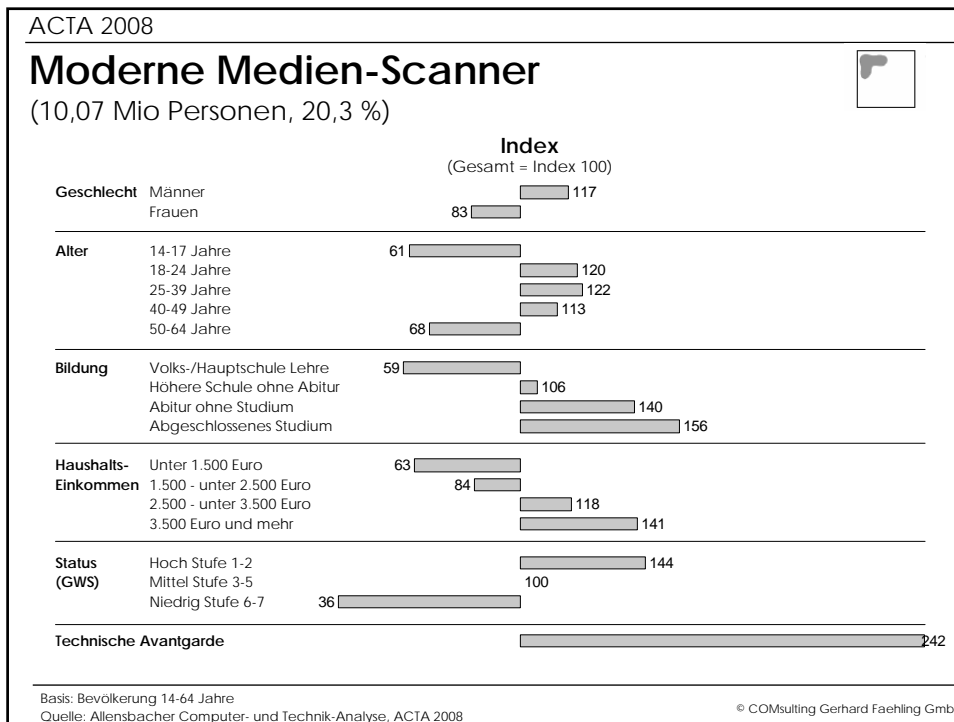 ACTA 2008
Moderne Medien-Scanner
(10,07 Mio Personen, 20,3 %)
Index
(Gesamt = Index 100)
Geschlecht Männer 117
Frauen 83
Alter 14-17 Jahre 61
18-24 Jahre 120
25-39 Jahre 122
40-49 Jahre 113
50-64 Jahre 68
Bildung Volks-/Hauptschule Lehre 59
Höhere Schule ohne Abitur 106
Abitur ohne Studium 140
Abgeschlossenes Studium 156
Haushalts- Unter 1.500 Euro 63
Einkommen 1.500 - unter 2.500 Euro 84
2.500 - unter 3.500 Euro 118
3.500 Euro und mehr 141
Status Hoch Stufe 1-2 144
(GWS) Mittel Stufe 3-5 100
Niedrig Stufe 6-7 36
Technische Avantgarde 242
Basis: Bevölkerung 14-64 Jahre
Quelle: Allensbacher Computer- und Technik-Analyse, ACTA 2008
© COMsulting Gerhard Faehling Gmb